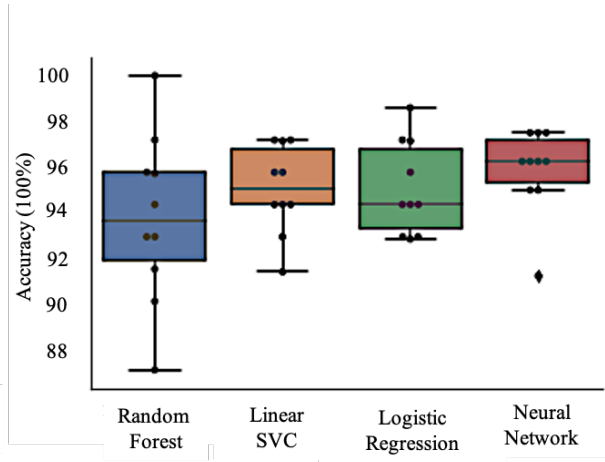 Accuracy (100%)
100
98
96
94
92
90
88
Random
Forest
Linear
SVC
Logistic
Regression
Neural
Network